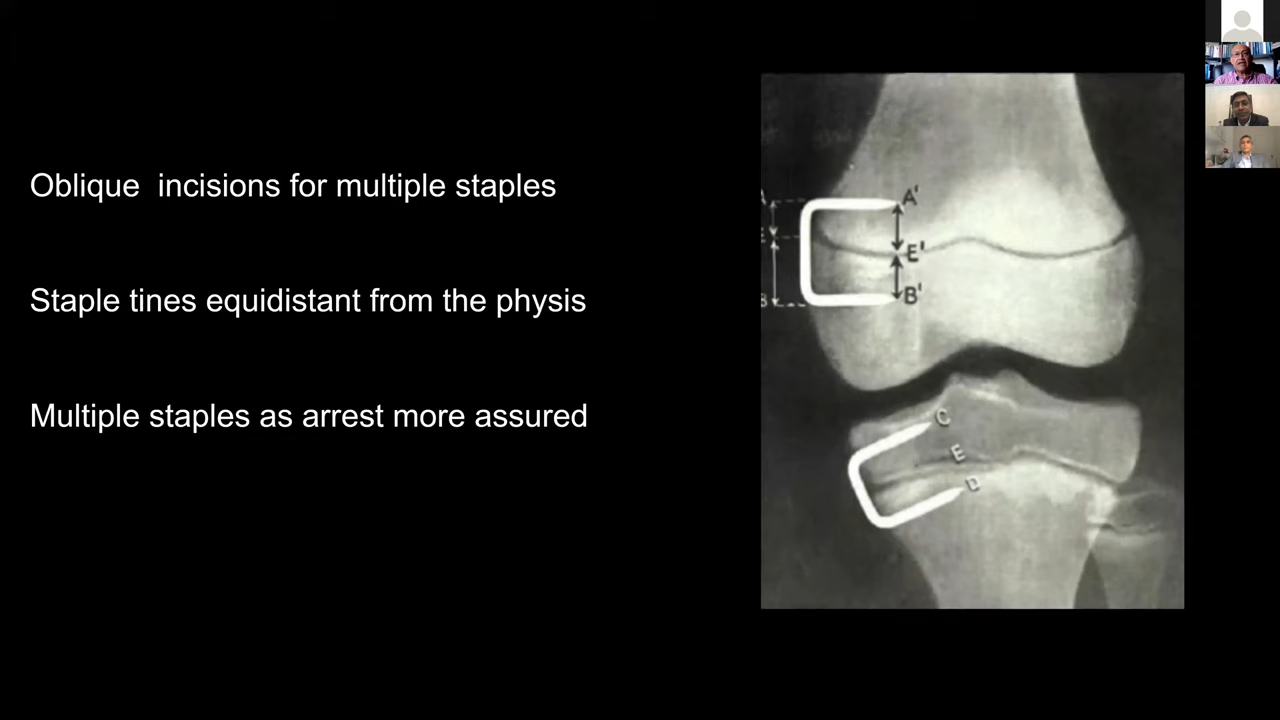 Oblique  incisions for multiple staples
Staple tines equidistant from the physis
Multiple staples as arrest more assured
A'
E'
B
B'
C
E
D